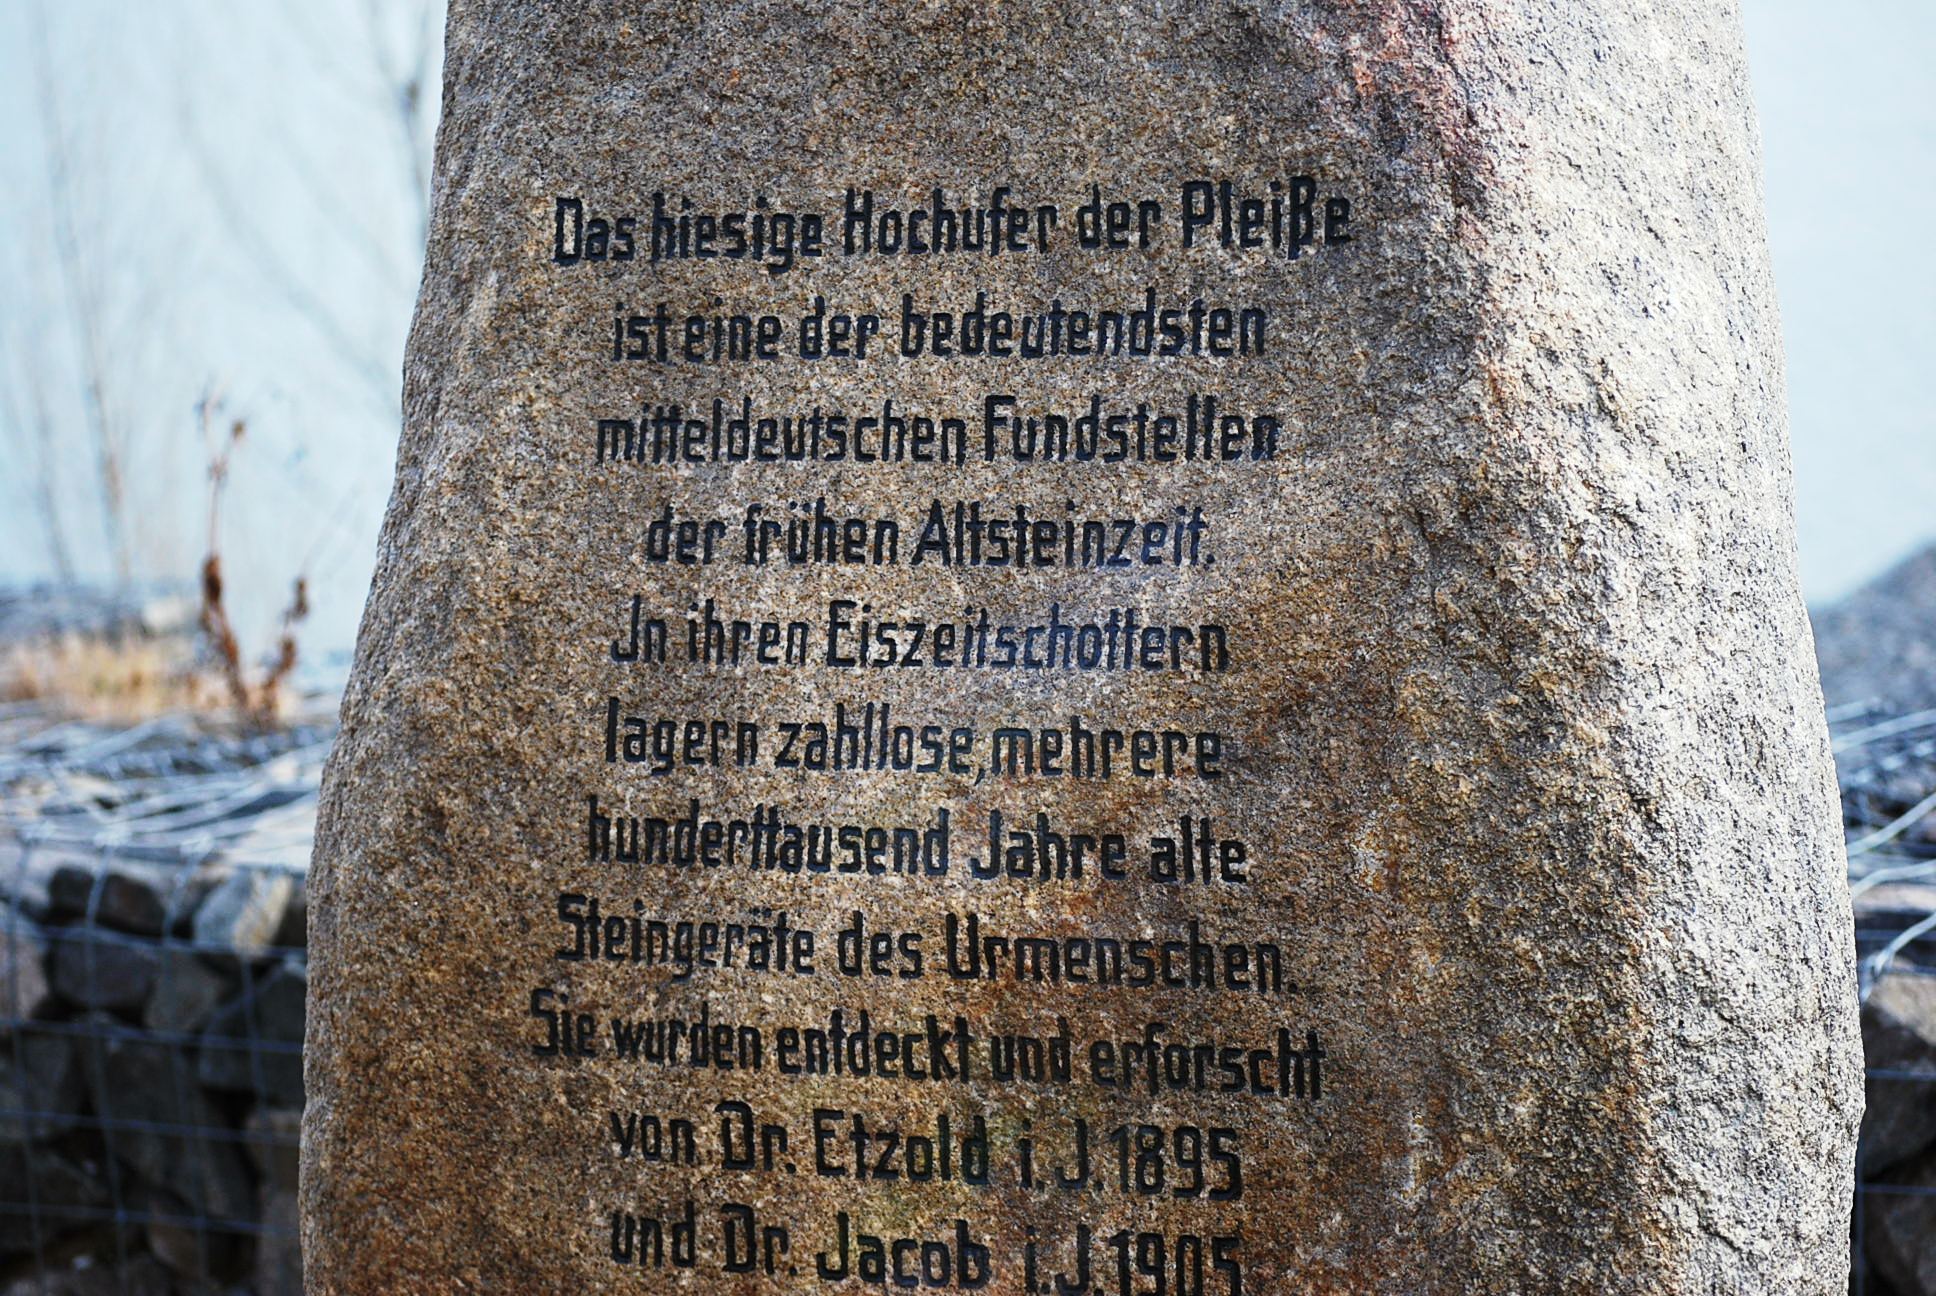 Das hiesige Hochufer der Pleiße
ist eine der bedeutendsten
mitteldeutschen Fundstellen
der frühen Altsteinzeit.
Jn ihren Eiszeitschottern
lagern zahllose, mehrere
hunderttausend Jahre alte
Steingeräte des Urmenschen.
Sie wurden entdeckt und erforscht
von Dr. Etzold i.J. 1895
und Dr. Jacob i.J. 1905